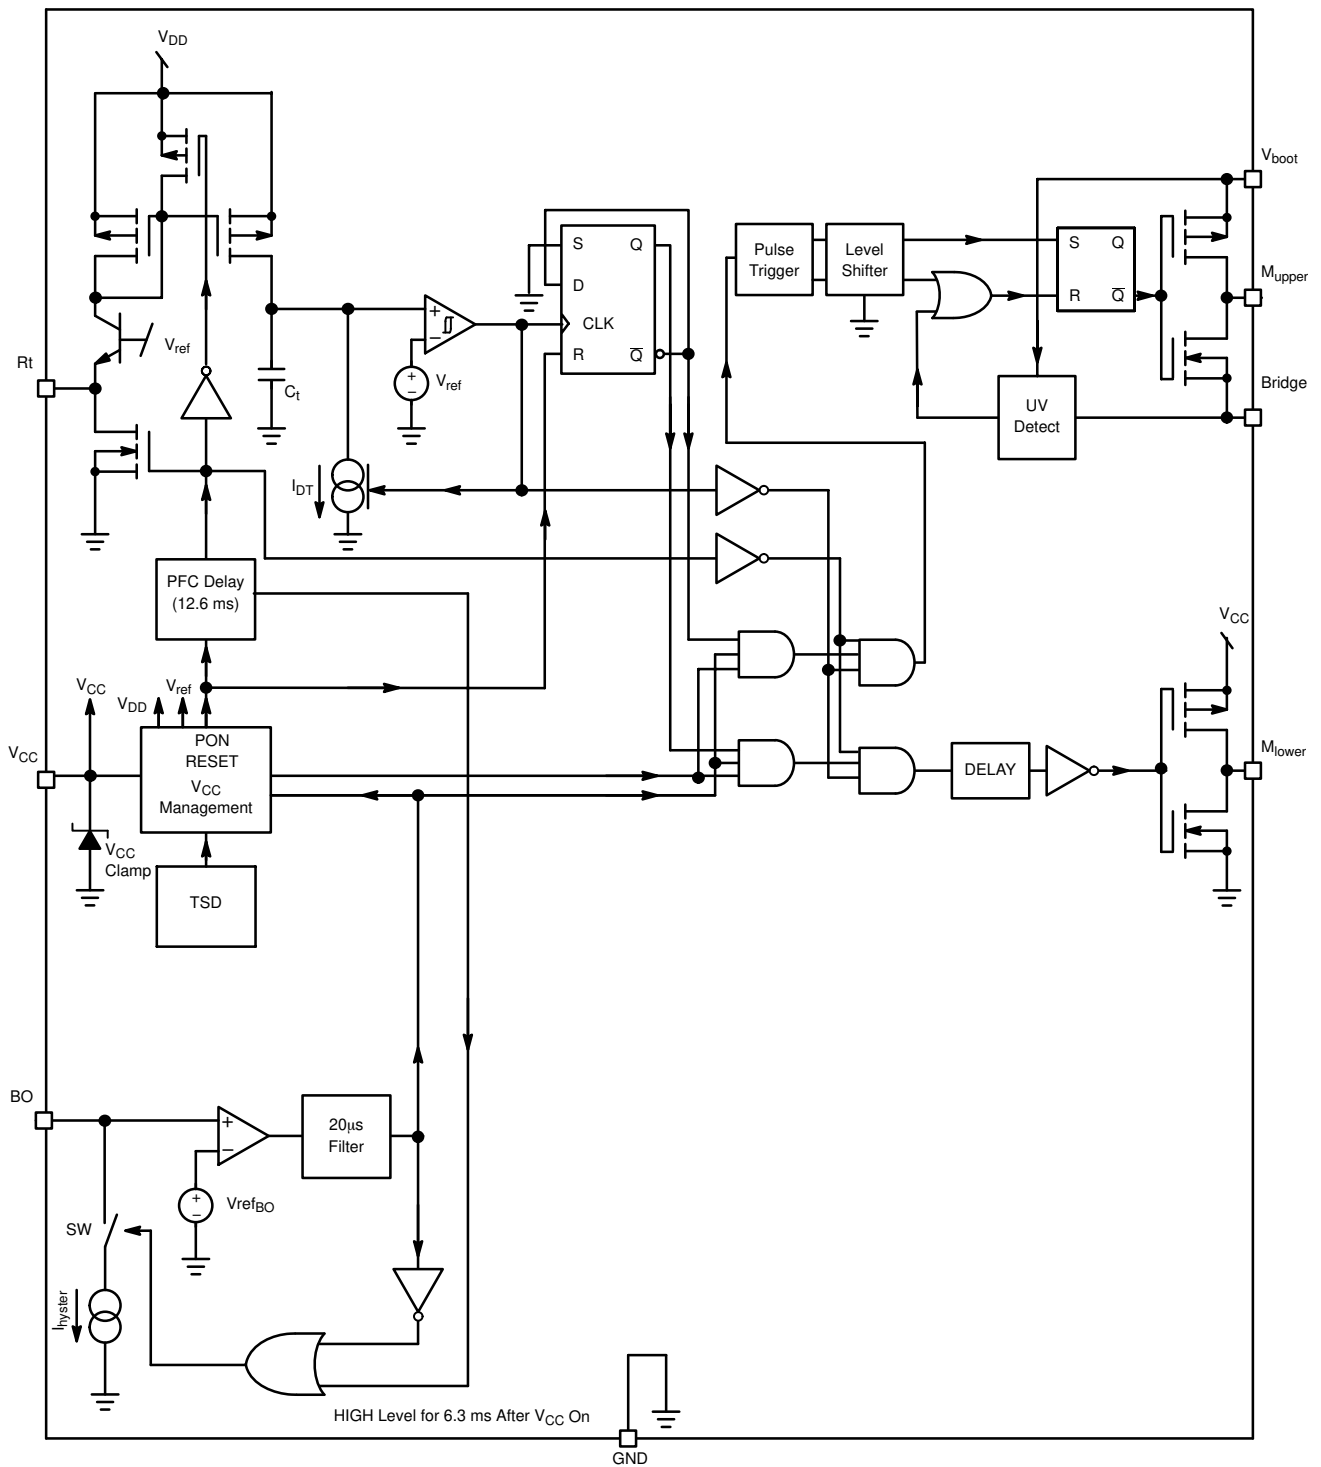 VDD
Vboot
S Q
D
CLK
R Q
Pulse
Trigger
Level
Shifter
S Q
R Q
Mupper
Vref
Rt
Ct
+
−
+
−
Vref
UV
Detect
Bridge
IDT
PFC Delay
(12.6 ms)
VCC
VCC
VDD
Vref
VCC
PON
RESET
VCC
Management
DELAY
Mlower
VCC
Clamp
TSD
BO
+
−
20μs
Filter
+
−
VrefBO
SW
Ihyster
HIGH Level for 6.3 ms After VCC On
GND